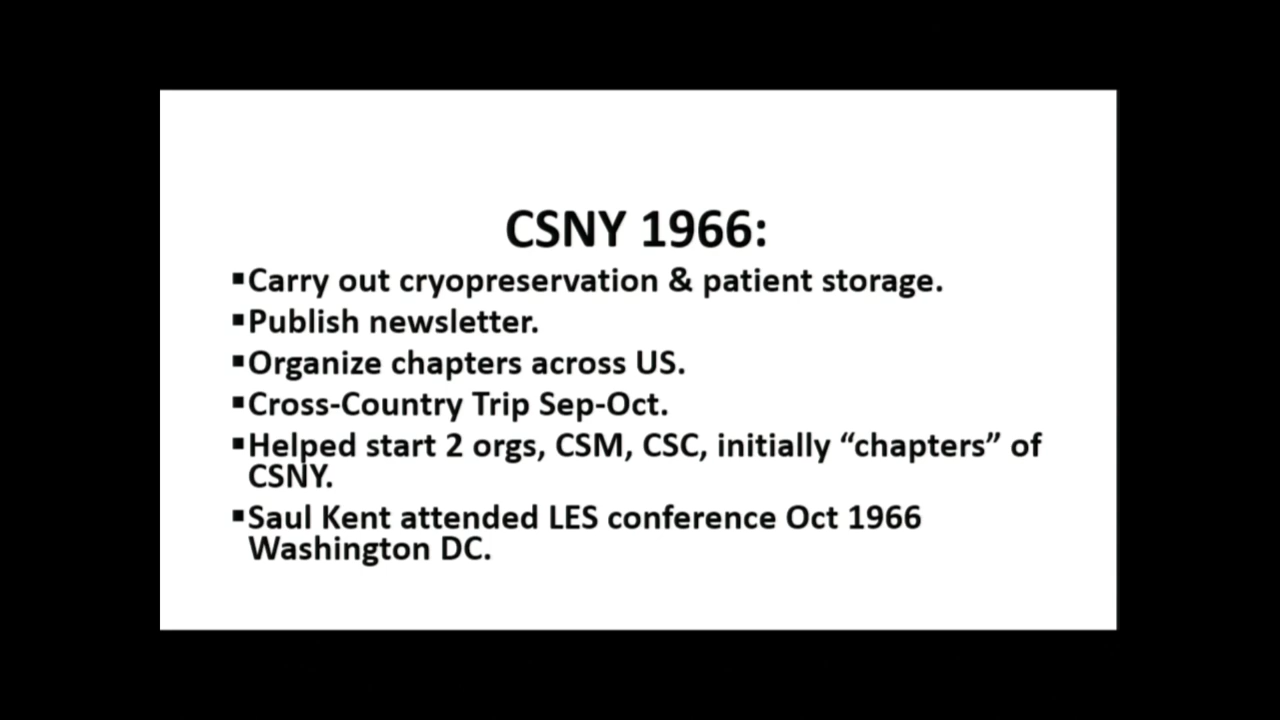 CSNY 1966:
▪Carry out cryopreservation & patient storage.
▪Publish newsletter.
▪Organize chapters across US.
▪Cross-Country Trip Sep-Oct.
▪Helped start 2 orgs, CSM, CSC, initially “chapters” of
CSNY.
▪Saul Kent attended LES conference Oct 1966
Washington DC.